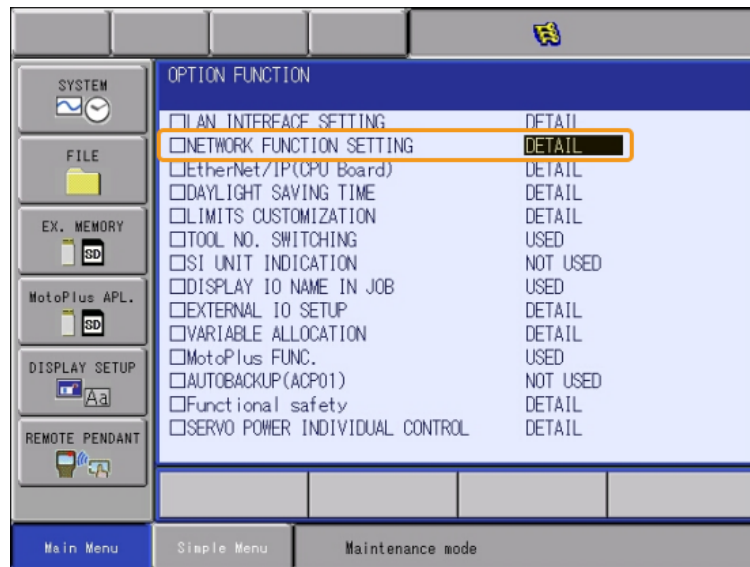 SYSTEM
FILE
EX. MEMORY
SD
MotoPlus APL.
SD
DISPLAY SETUP
Aa
REMOTE PENDANT
OPTION FUNCTION
LAN INTERFACE SETTING DETAIL
NETWORK FUNCTION SETTING DETAIL
EtherNet/IP(CPU Board) DETAIL
DAYLIGHT SAVING TIME DETAIL
LIMITS CUSTOMIZATION DETAIL
TOOL NO. SWITCHING USED
SI UNIT INDICATION NOT USED
DISPLAY IO NAME IN JOB USED
EXTERNAL IO SETUP DETAIL
VARIABLE ALLOCATION DETAIL
MotoPlus FUNC. USED
AUTOBACKUP(ACP01) NOT USED
Functional safety DETAIL
SERVO POWER INDIVIDUAL CONTROL DETAIL
Main Menu
Simple Menu
Maintenance mode